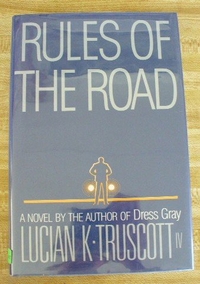 RULES OF
THE ROAD
A NOVEL BY THE AUTHOR OF Dress Gray
LUCIAN K·TRUSCOTT IV